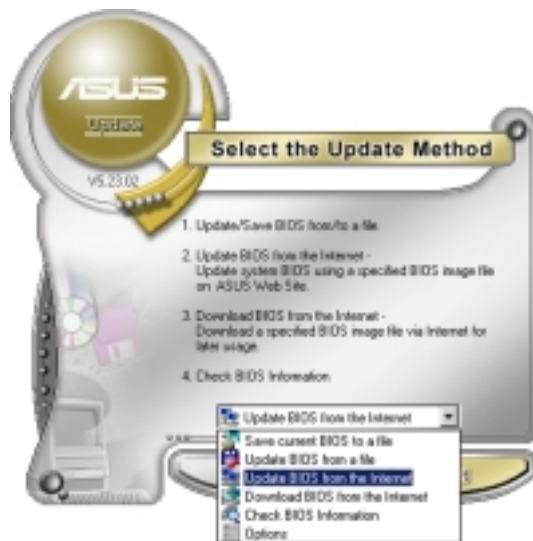 ASUS
Update
V5.23.02
Select the Update Method
1. Update/Save BIOS from/to a file.
2. Update BIOS from the Internet -
Update system BIOS using a specified BIOS image file
on ASUS Web Site.
3. Download BIOS from the Internet -
Download a specified BIOS image file via Internet for
later usage.
4. Check BIOS Information
Update BIOS from the Internet
Save current BIOS to a file
Update BIOS from a file
Update BIOS from the Internet
Download BIOS from the Internet
Check BIOS Information
Options